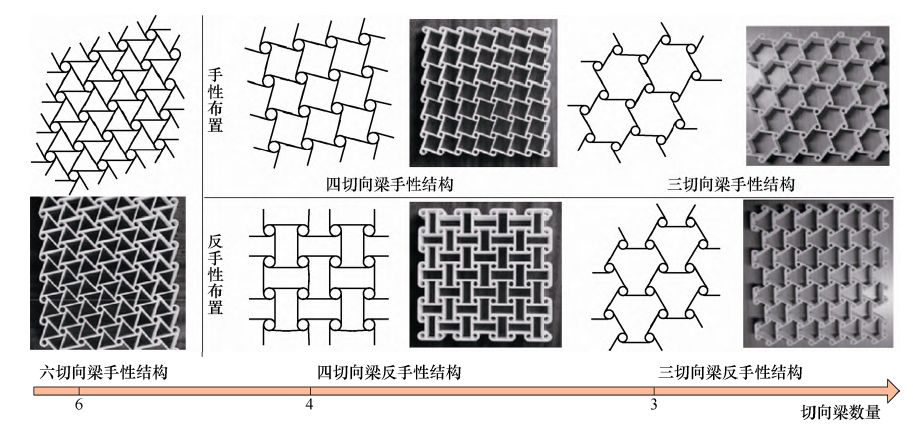 手性布置
四切向梁手性结构
三切向梁手性结构
反手性布置
六切向梁手性结构
四切向梁反手性结构
三切向梁反手性结构
6
4
3
切向梁数量